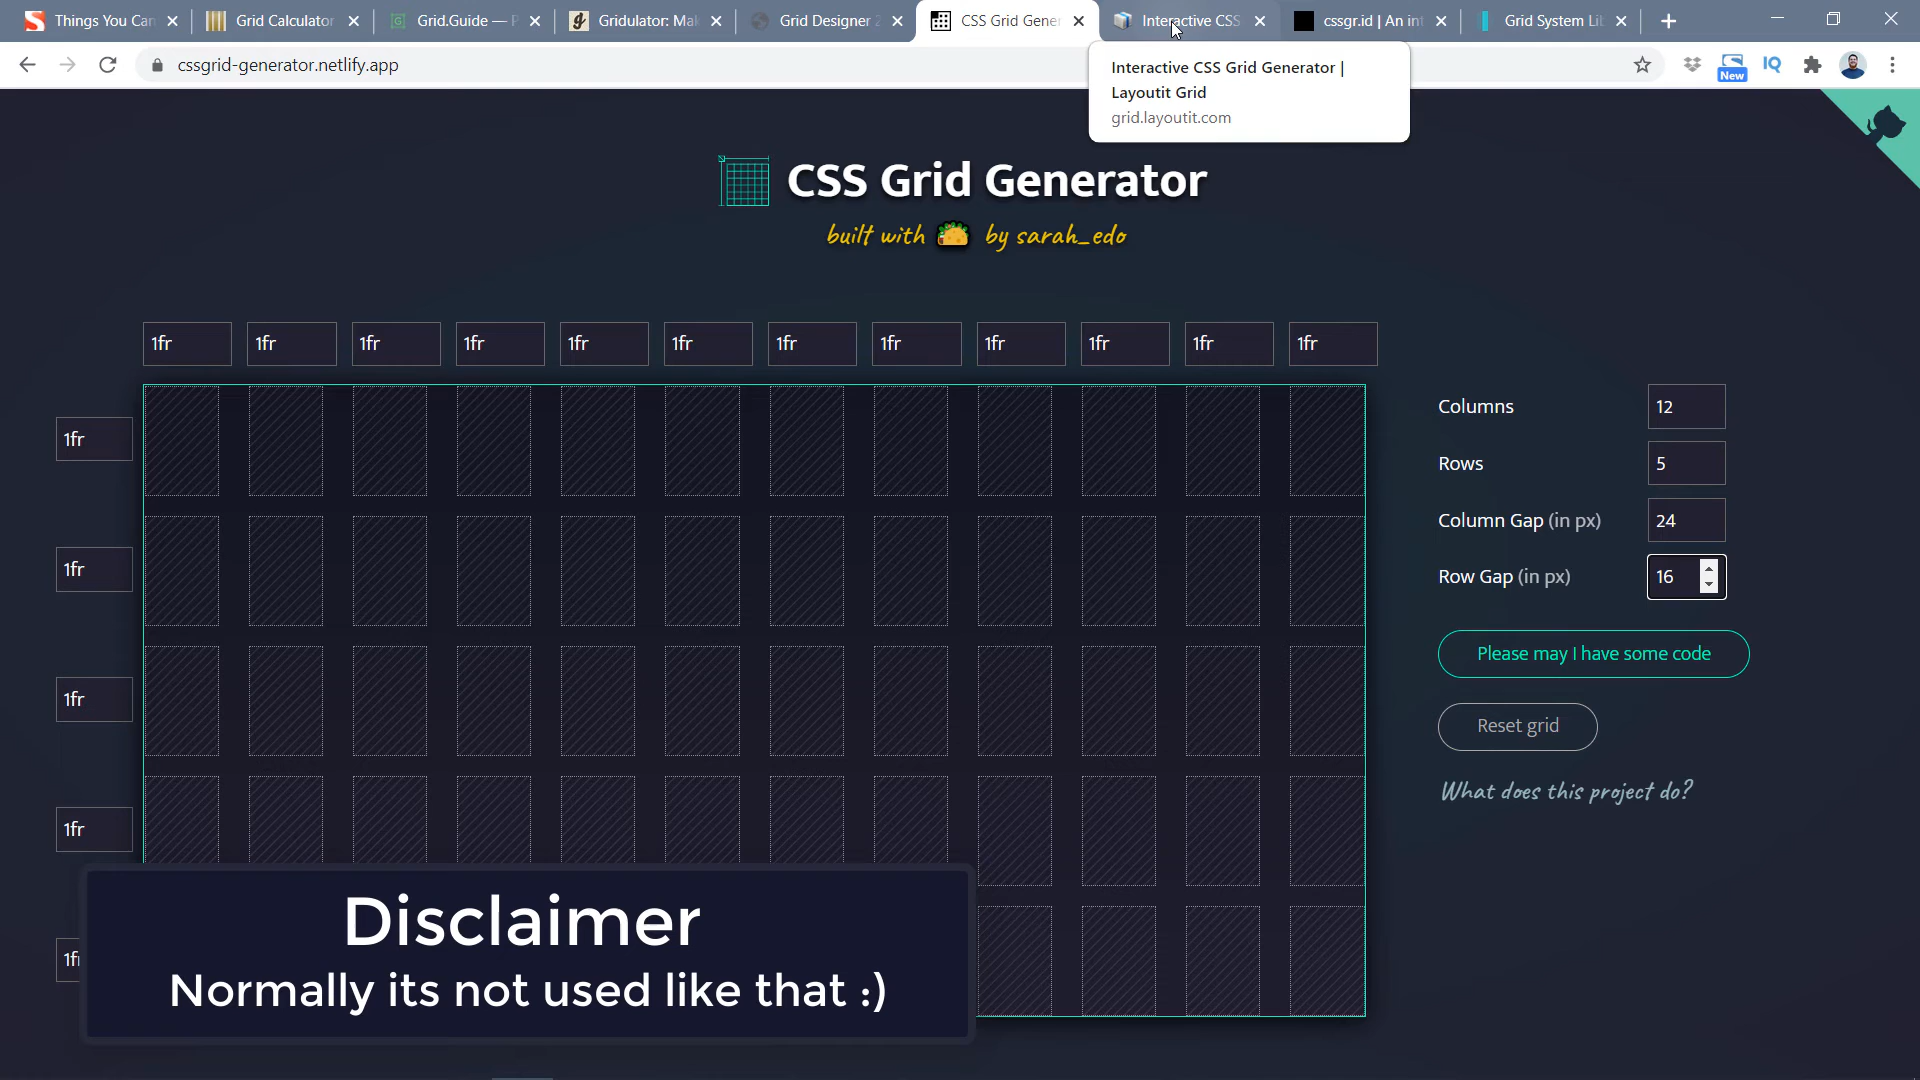 Things You Can
Grid Calculator
Grid.Guide —
Gridulator: Mak
Grid Designer 2
CSS Grid Gener
Interactive CSS
cssgr.id | An int
Grid System Lib
cssgrid-generator.netlify.app
New
IQ
Interactive CSS Grid Generator |
Layoutit Grid
grid.layoutit.com
CSS Grid Generator
built with 🌮 by sarah_edo
1fr 1fr 1fr 1fr 1fr 1fr 1fr 1fr 1fr 1fr 1fr 1fr
1fr
1fr
1fr
1fr
1fr
Columns 12
Rows 5
Column Gap (in px) 24
Row Gap (in px) 16
Please may I have some code
Reset grid
What does this project do?
Disclaimer
Normally its not used like that :)